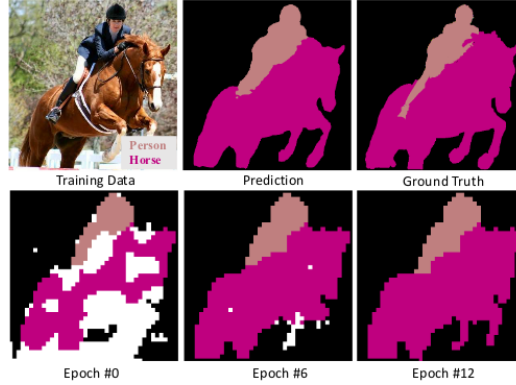 Person
Horse
Training Data
Prediction
Ground Truth
Epoch #0
Epoch #6
Epoch #12